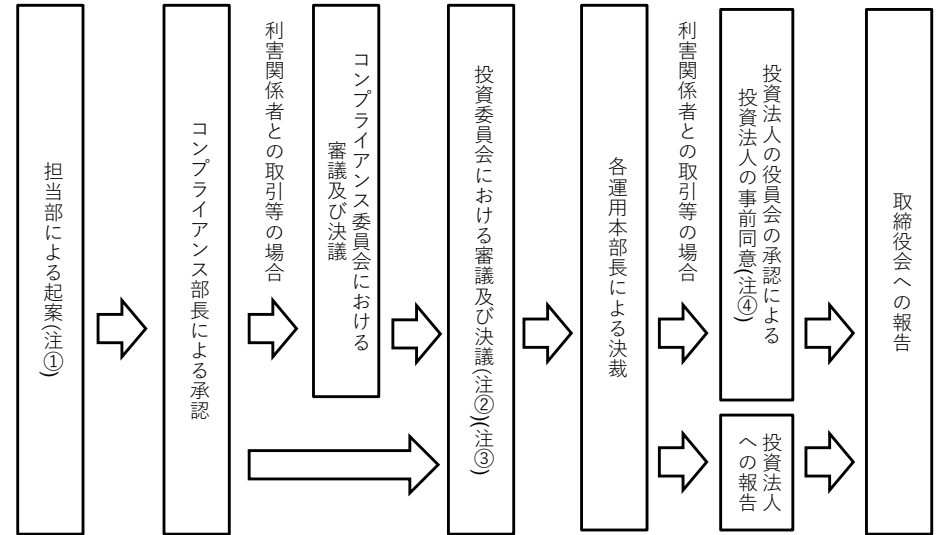 担当部による起案(注①)
コンプライアンス部長による承認
利害関係者との取引等の場合
コンプライアンス委員会における
審議及び決議
投資委員会における審議及び決議(注②)(注③)
各運用本部長による決裁
利害関係者との取引等の場合
投資法人の役員会の承認による
投資法人の事前同意(注④)
投資法人
への報告
取締役会への報告